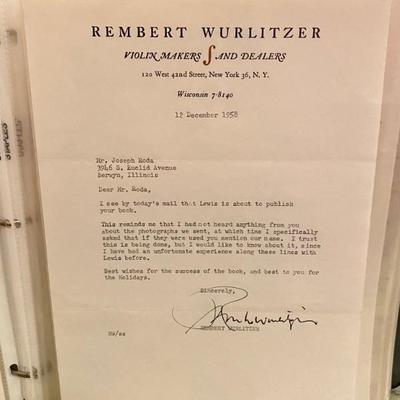 REMBERT WURLITZER
VIOLIN MAKERS AND DEALERS
120 West 42nd Street, New York 36, N. Y.
Wisconsin 7-8140
12 December 1958
Mr. Joseph Roda
3946 S. Euclid Avenue
Berwyn, Illinois
Dear Mr. Roda,
I see by today's mail that Lewis is about to publish
your book.
This reminds me that I had not heard anything from you
about the photographs we sent, at which time I specifically
asked that if they were used you mention our name. I trust
this is being done, but I would like to know about it, since I
have had an unfortunate experience along these lines with
Lewis before.
Best wishes for the success of the book, and best to you for
the Holidays.
Sincerely,
REMBERT WURLITZER
RW/ss
STAPLES